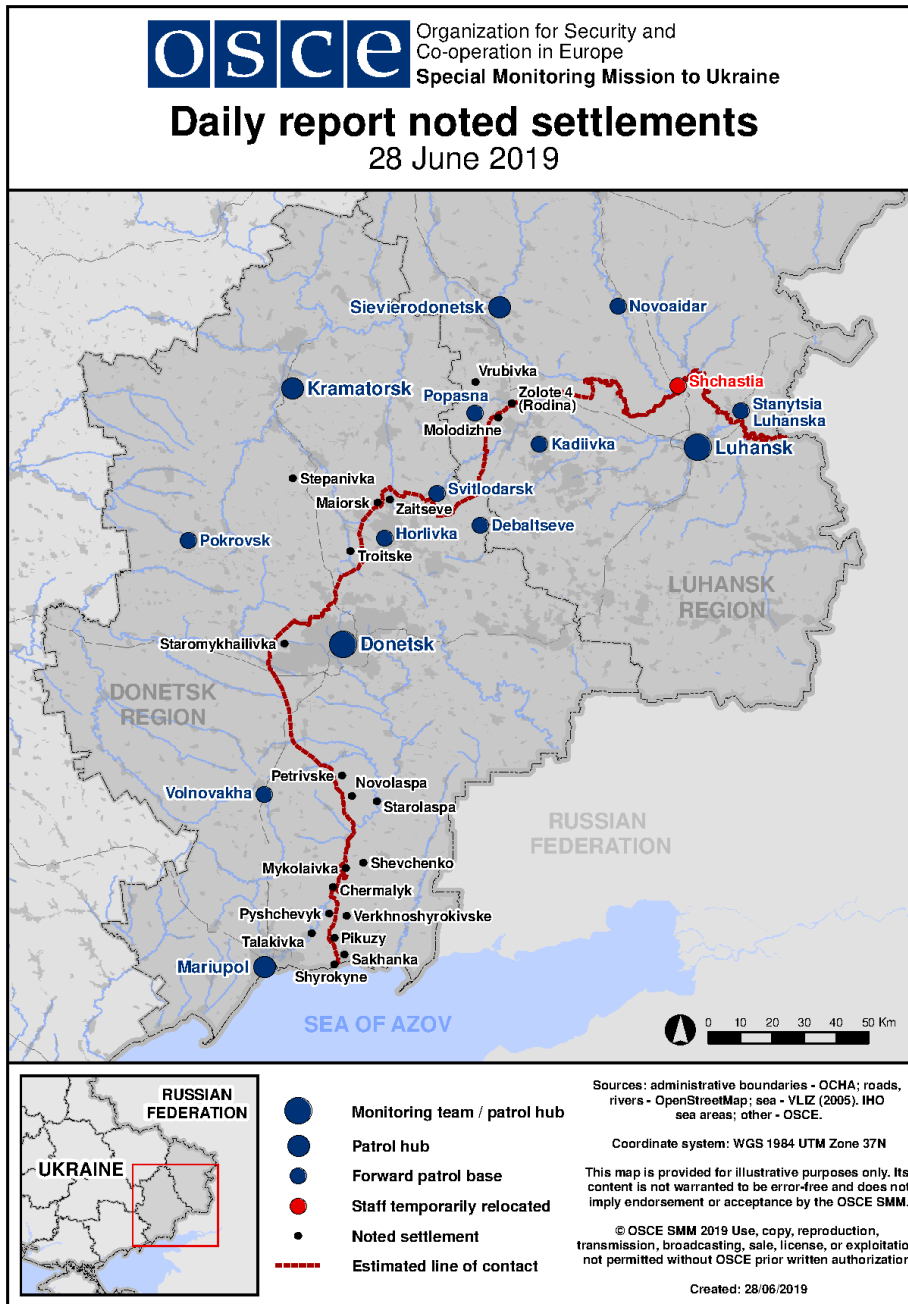 osce
Organization for Security and
Co-operation in Europe
Special Monitoring Mission to Ukraine
Daily report noted settlements
28 June 2019
Sievierodonetsk
Novoaidar
Vrubivka
Shchastia
Kramatorsk
Popasna
Zolote 4
(Rodina)
Stanytsia
Luhanska
Molodizhne
Kadiivka
Luhansk
Stepanivka
Svitlodarsk
Maiorsk
Zaitseve
Debaltseve
Pokrovsk
Horlivka
Troitske
LUHANSK
REGION
Staromykhailivka
Donetsk
DONETSK
REGION
Petrivske
Novolaspa
Volnovakha
Starolaspa
RUSSIAN
FEDERATION
Mykolaivka
Shevchenko
Chermalyk
Pyshchevyk
Verkhnoshyrokivske
Talakivka
Pikuzy
Sakhanka
Mariupol
Shyrokyne
SEA OF AZOV
0 10 20 30 40 50 Km
RUSSIAN
FEDERATION
UKRAINE
Monitoring team / patrol hub
Patrol hub
Forward patrol base
Staff temporarily relocated
Noted settlement
Estimated line of contact
Sources: administrative boundaries - OCHA; roads,
rivers - OpenStreetMap; sea - VLIZ (2005). IHO
sea areas; other - OSCE.
Coordinate system: WGS 1984 UTM Zone 37N
This map is provided for illustrative purposes only. Its
content is not warranted to be error-free and does not
imply endorsement or acceptance by the OSCE SMM.
© OSCE SMM 2019 Use, copy, reproduction,
transmission, broadcasting, sale, license, or exploitatio
not permitted without OSCE prior written authorization
Created: 28/06/2019